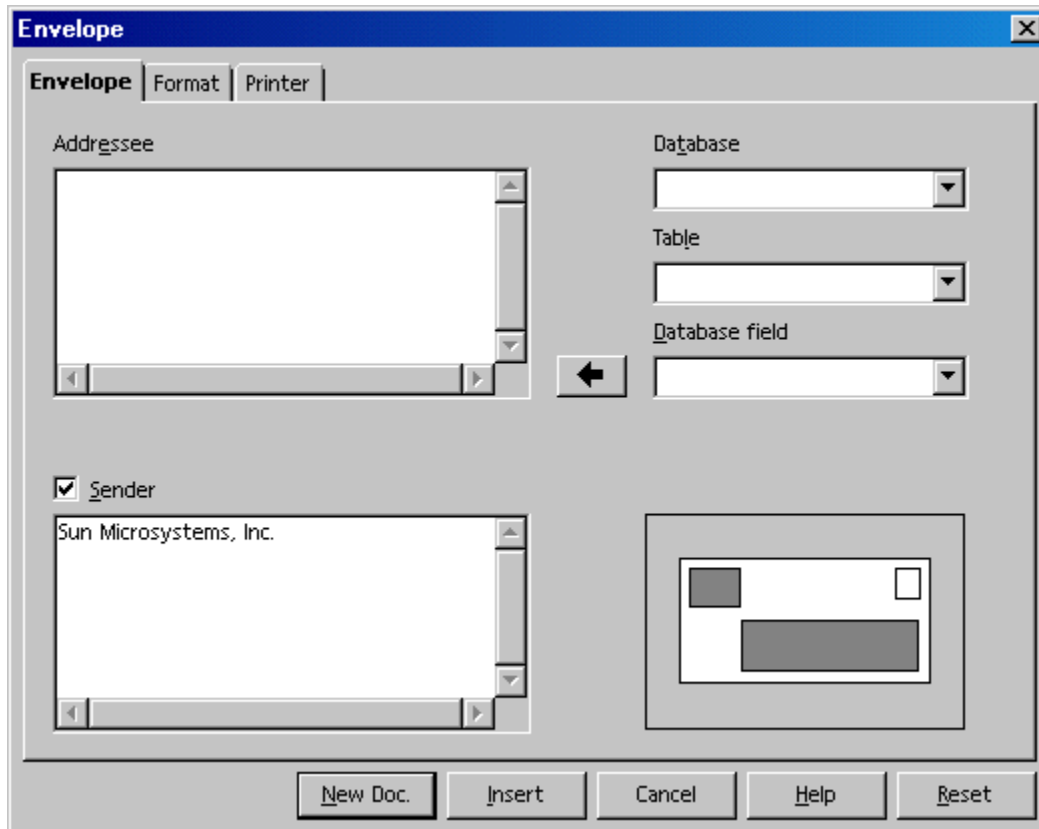 Envelope
Envelope Format Printer
Addressee
Database
Table
Database field
Sender
Sun Microsystems, Inc.
New Doc. Insert Cancel Help Reset